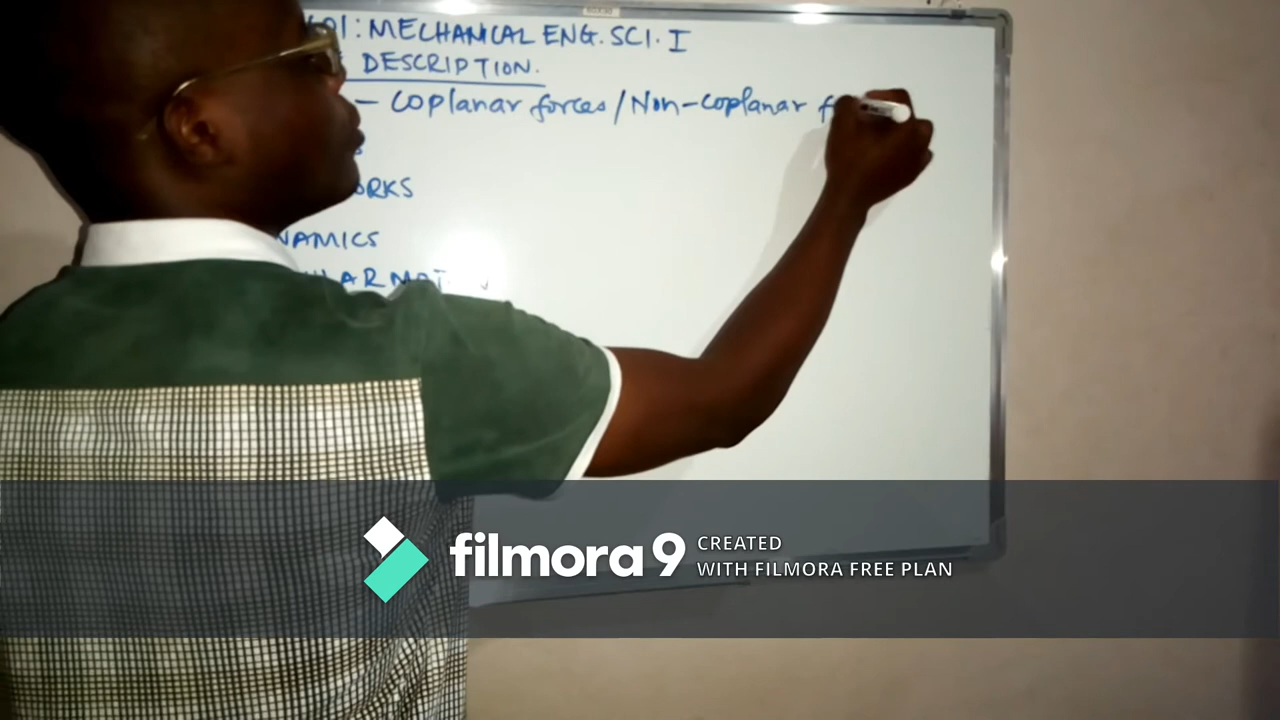 01: MECHANICAL ENG. SCI. I
DESCRIPTION.
- Coplanar forces / Non-coplanar f
ORKS
NAMICS
filmora 9
CREATED
WITH FILMORA FREE PLAN